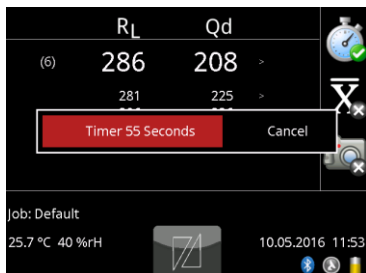 RL Qd
(6) 286 208 >
281 225 >
Timer 55 Seconds Cancel
Job: Default
25.7 °C 40 %rH 10.05.2016 11:53